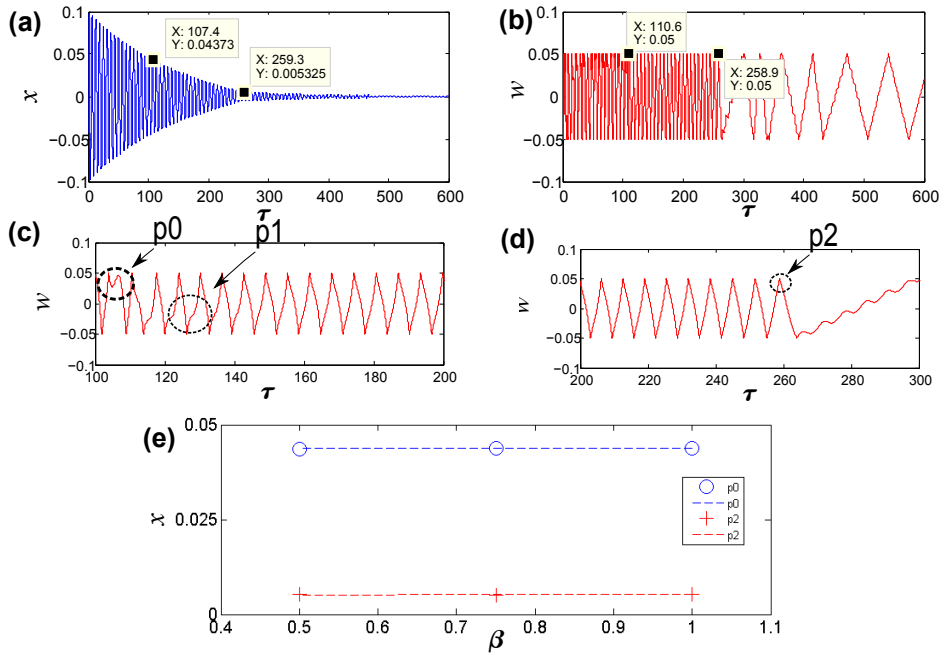 (a)
0.1
0.05
0
−0.05
−0.1
x
X: 107.4
Y: 0.04373
X: 259.3
Y: 0.005325
0 100 200 300 400 500 600
τ
(b)
0.1
0.05
0
−0.05
−0.1
w
X: 110.6
Y: 0.05
X: 258.9
Y: 0.05
0 100 200 300 400 500 600
τ
(c)
p0
p1
0.1
0.05
0
−0.05
−0.1
w
100 120 140 160 180 200
τ
(d)
p2
0.1
0.05
0
−0.05
−0.1
w
200 220 240 260 280 300
τ
(e)
0.05
0.025
0
x
p0
p0
p2
p2
0.4 0.5 0.6 0.7 0.8 0.9 1 1.1
β